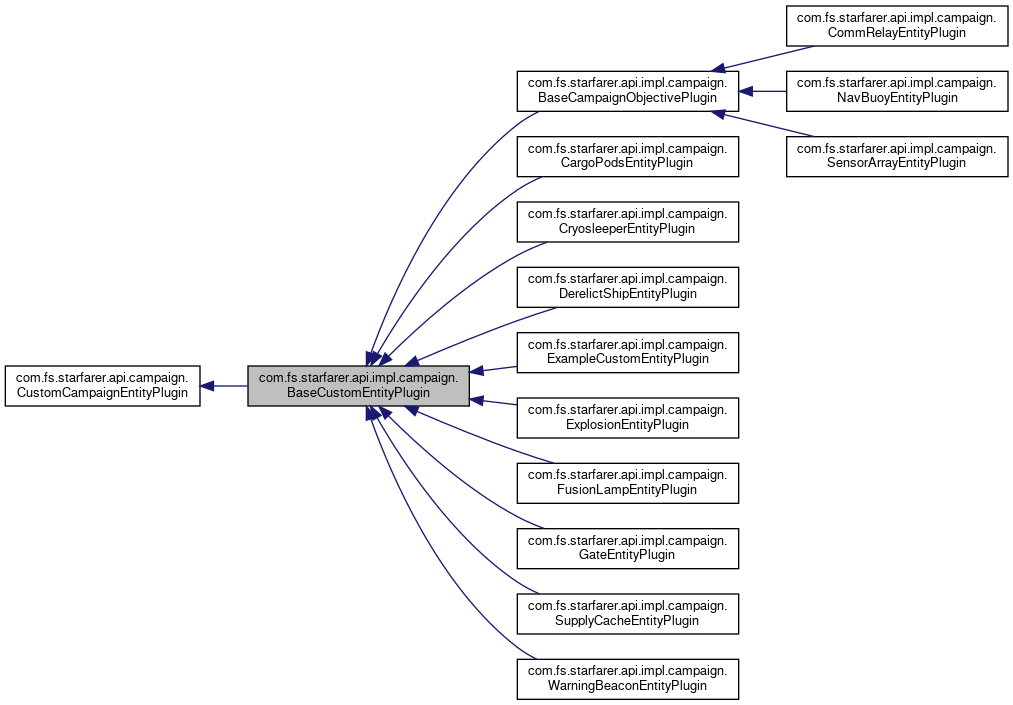 com.fs.starfarer.api.campaign.
CustomCampaignEntityPlugin
com.fs.starfarer.api.impl.campaign.
BaseCustomEntityPlugin
com.fs.starfarer.api.impl.campaign.
BaseCampaignObjectivePlugin
com.fs.starfarer.api.impl.campaign.
CommRelayEntityPlugin
com.fs.starfarer.api.impl.campaign.
NavBuoyEntityPlugin
com.fs.starfarer.api.impl.campaign.
SensorArrayEntityPlugin
com.fs.starfarer.api.impl.campaign.
CargoPodsEntityPlugin
com.fs.starfarer.api.impl.campaign.
CryosleeperEntityPlugin
com.fs.starfarer.api.impl.campaign.
DerelictShipEntityPlugin
com.fs.starfarer.api.impl.campaign.
ExampleCustomEntityPlugin
com.fs.starfarer.api.impl.campaign.
ExplosionEntityPlugin
com.fs.starfarer.api.impl.campaign.
FusionLampEntityPlugin
com.fs.starfarer.api.impl.campaign.
GateEntityPlugin
com.fs.starfarer.api.impl.campaign.
SupplyCacheEntityPlugin
com.fs.starfarer.api.impl.campaign.
WarningBeaconEntityPlugin